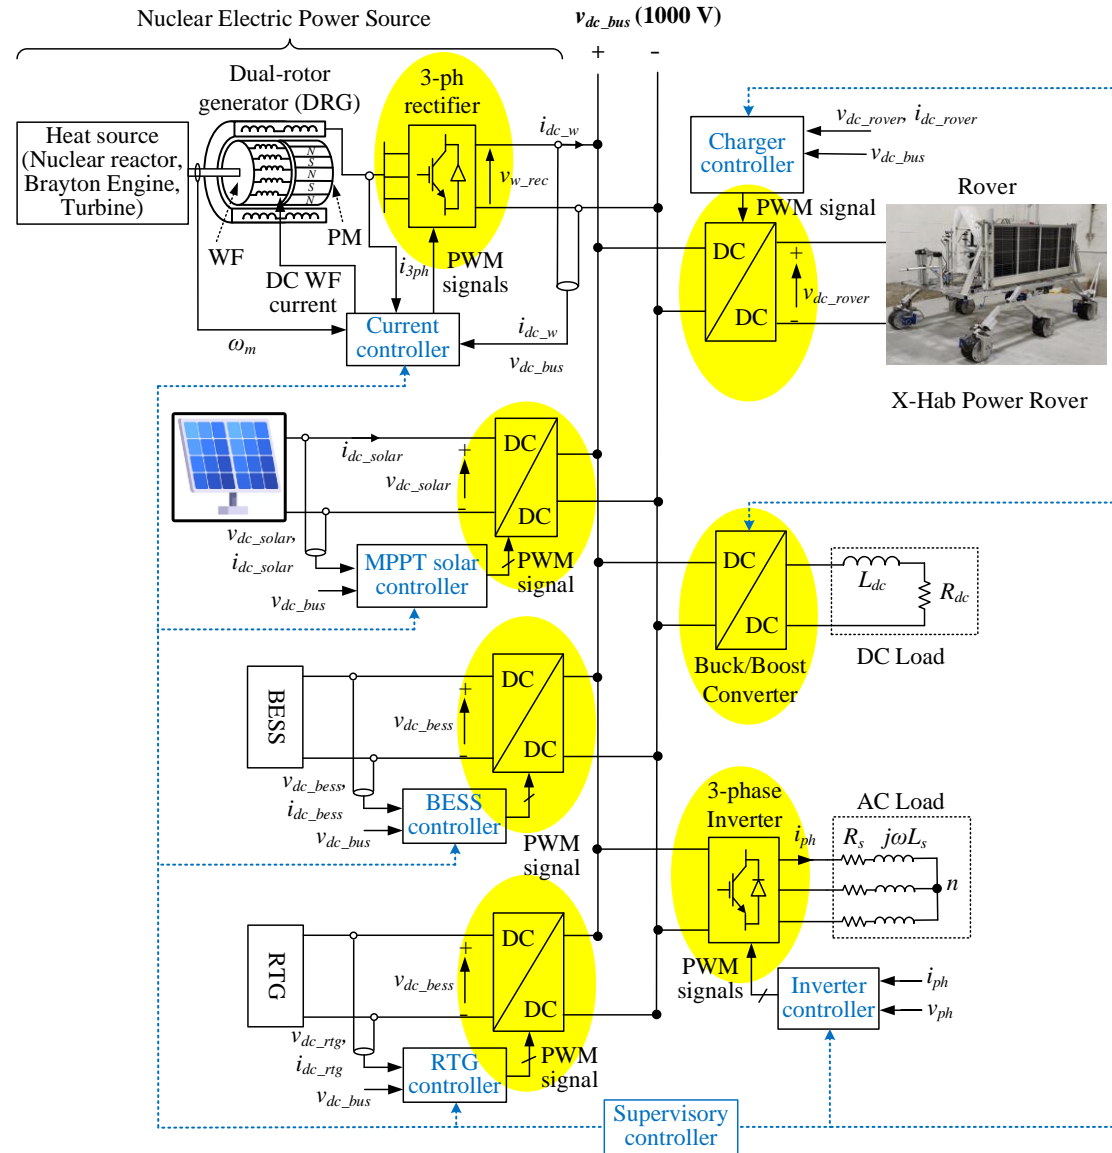 Nuclear Electric Power Source
v_dc_bus (1000 V)
+ -
Dual-rotor
generator (DRG)
3-ph
rectifier
Heat source
(Nuclear reactor,
Brayton Engine,
Turbine)
N
S
N
S
N
WF
PM
DC WF
current
i_3ph
PWM
signals
i_dc_w
v_w_rec
ω_m
Current
controller
i_dc_w
v_dc_bus
Charger
controller
v_dc_rover, i_dc_rover
v_dc_bus
PWM signal
Rover
DC
DC
+
v_dc_rover
-
X-Hab Power Rover
i_dc_solar
+
v_dc_solar
-
DC
DC
v_dc_solar,
i_dc_solar
v_dc_bus
MPPT solar
controller
PWM
signal
DC
DC
Buck/Boost
Converter
L_dc
R_dc
DC Load
BESS
+
v_dc_bess
-
DC
DC
v_dc_bess,
i_dc_bess
v_dc_bus
BESS
controller
PWM
signal
3-phase
Inverter
i_ph
AC Load
R_s jωL_s
n
PWM
signals
Inverter
controller
i_ph
v_ph
RTG
+
v_dc_bess
-
DC
DC
v_dc_rtg,
i_dc_rtg
v_dc_bus
RTG
controller
PWM
signal
Supervisory
controller